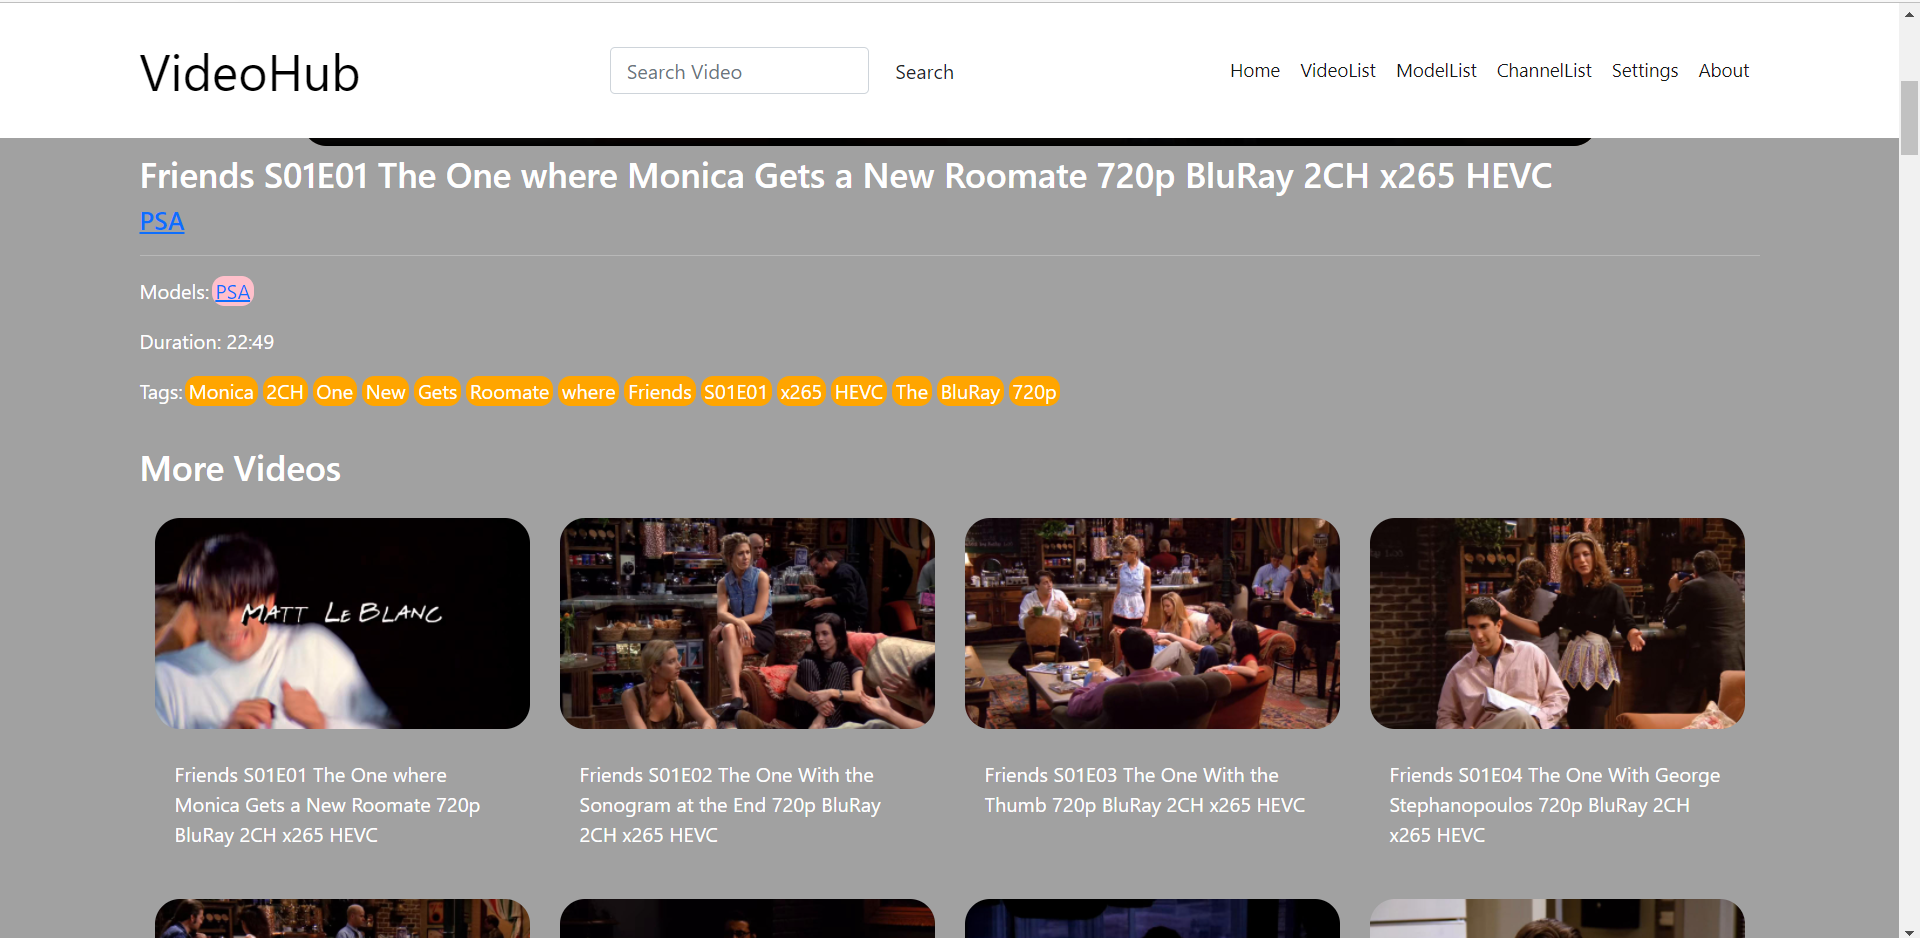 VideoHub
Search Video
Search
Home VideoList ModelList ChannelList Settings About
Friends S01E01 The One where Monica Gets a New Roomate 720p BluRay 2CH x265 HEVC
PSA
Models: PSA
Duration: 22:49
Tags: Monica 2CH One New Gets Roomate where Friends S01E01 x265 HEVC The BluRay 720p
More Videos
MATT LEBLANC
Friends S01E01 The One where
Monica Gets a New Roomate 720p
BluRay 2CH x265 HEVC
Friends S01E02 The One With the
Sonogram at the End 720p BluRay
2CH x265 HEVC
Friends S01E03 The One With the
Thumb 720p BluRay 2CH x265 HEVC
Friends S01E04 The One With George
Stephanopoulos 720p BluRay 2CH
x265 HEVC